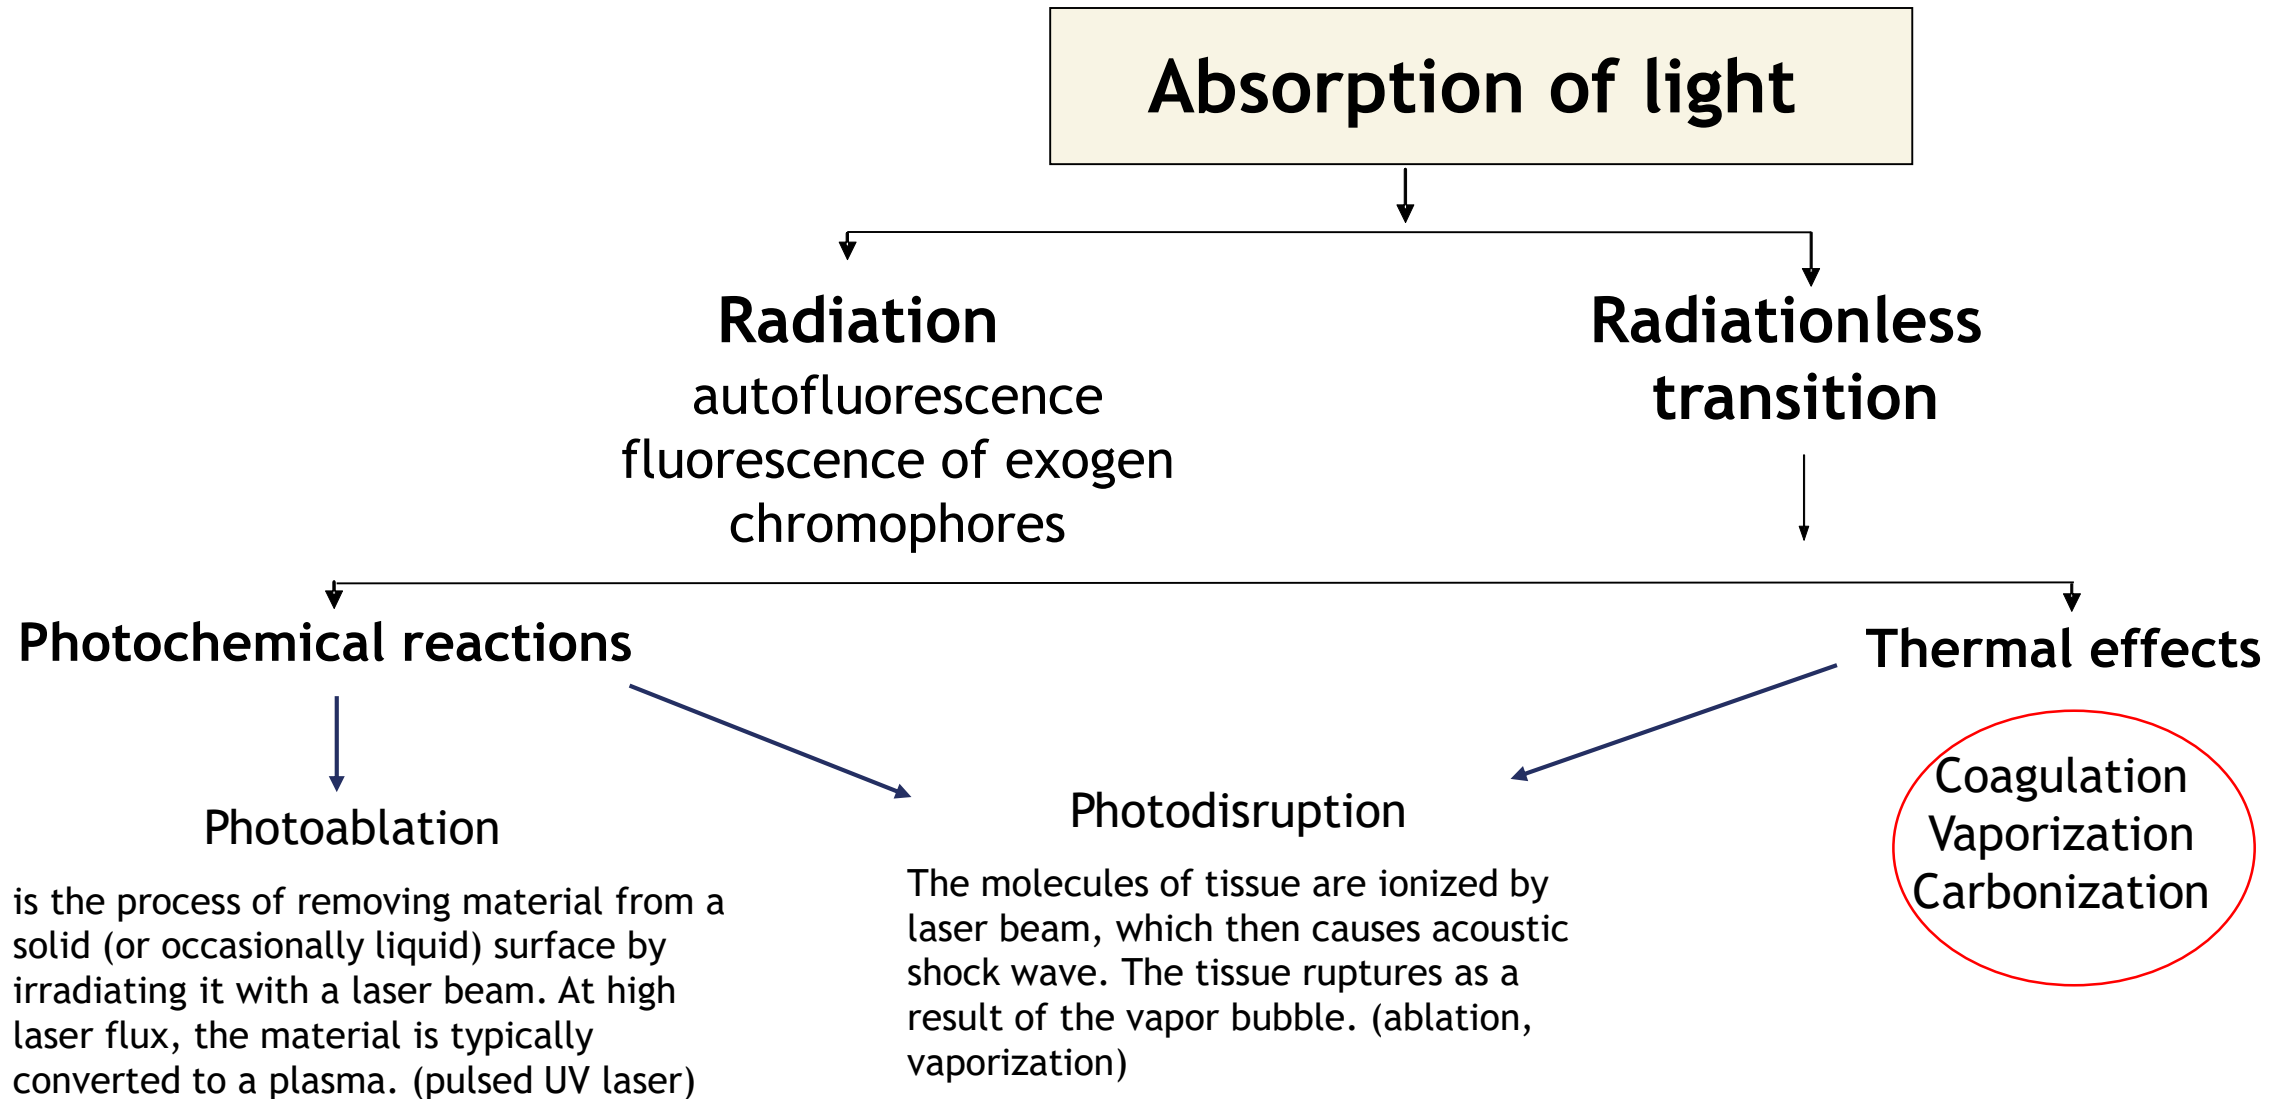 Absorption of light
Radiation
autofluorescence
fluorescence of exogen
chromophores
Radiationless
transition
Photochemical reactions
Thermal effects
Photoablation
is the process of removing material from a
solid (or occasionally liquid) surface by
irradiating it with a laser beam. At high
laser flux, the material is typically
converted to a plasma. (pulsed UV laser)
Photodisruption
The molecules of tissue are ionized by
laser beam, which then causes acoustic
shock wave. The tissue ruptures as a
result of the vapor bubble. (ablation,
vaporization)
Coagulation
Vaporization
Carbonization